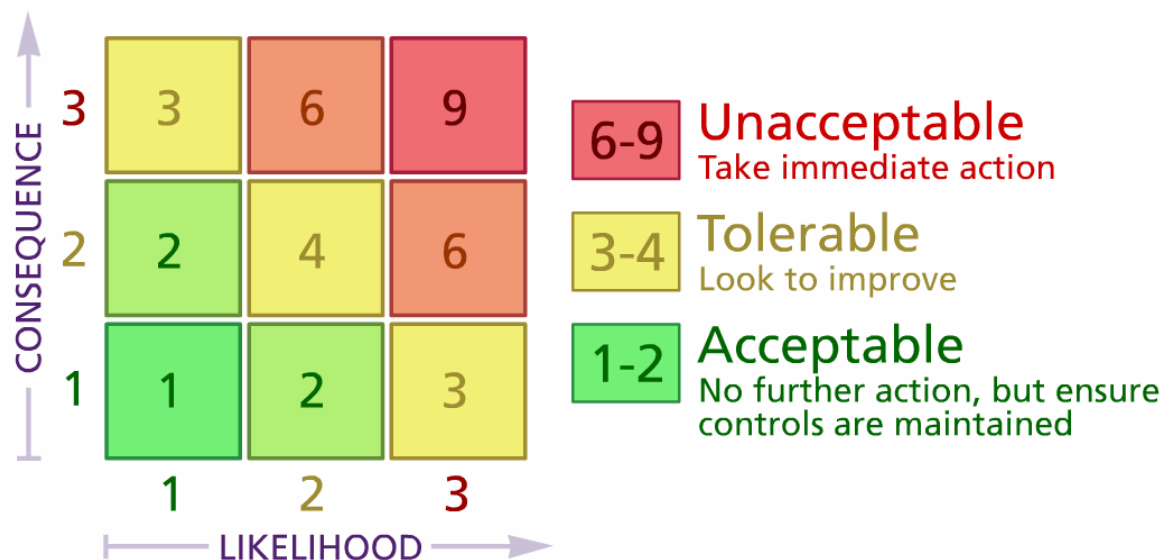 CONSEQUENCE
3
3
6
9
2
2
4
6
1
1
2
3
1
2
3
LIKELIHOOD
6-9
Unacceptable
Take immediate action
3-4
Tolerable
Look to improve
1-2
Acceptable
No further action, but ensure
controls are maintained